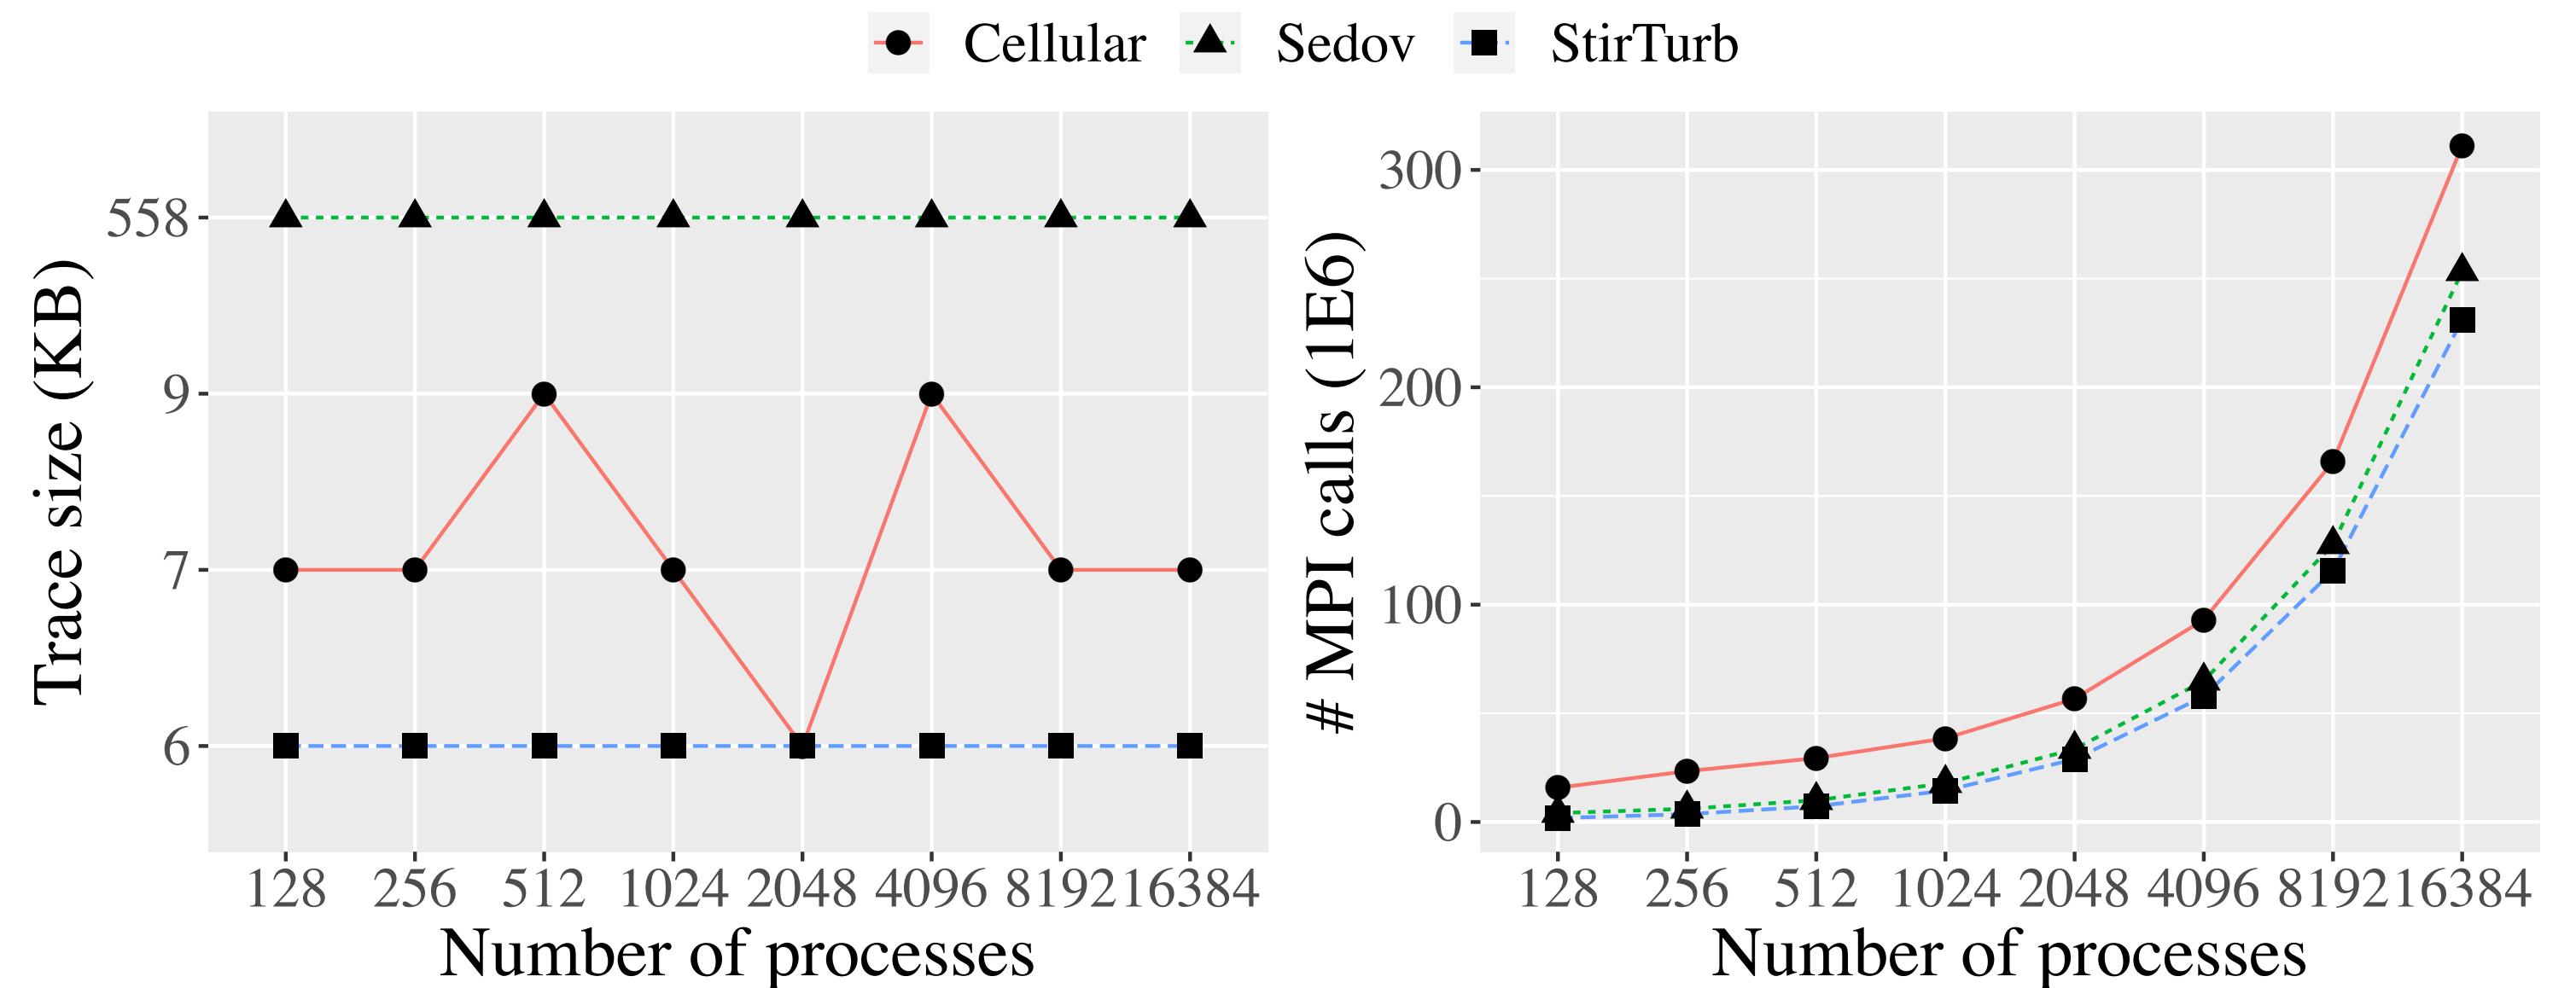 Cellular Sedov StirTurb
Trace size (KB)
558
9
7
6
128 256 512 1024 2048 4096 8192 16384
Number of processes
# MPI calls (1E6)
300
200
100
0
128 256 512 1024 2048 4096 8192 16384
Number of processes